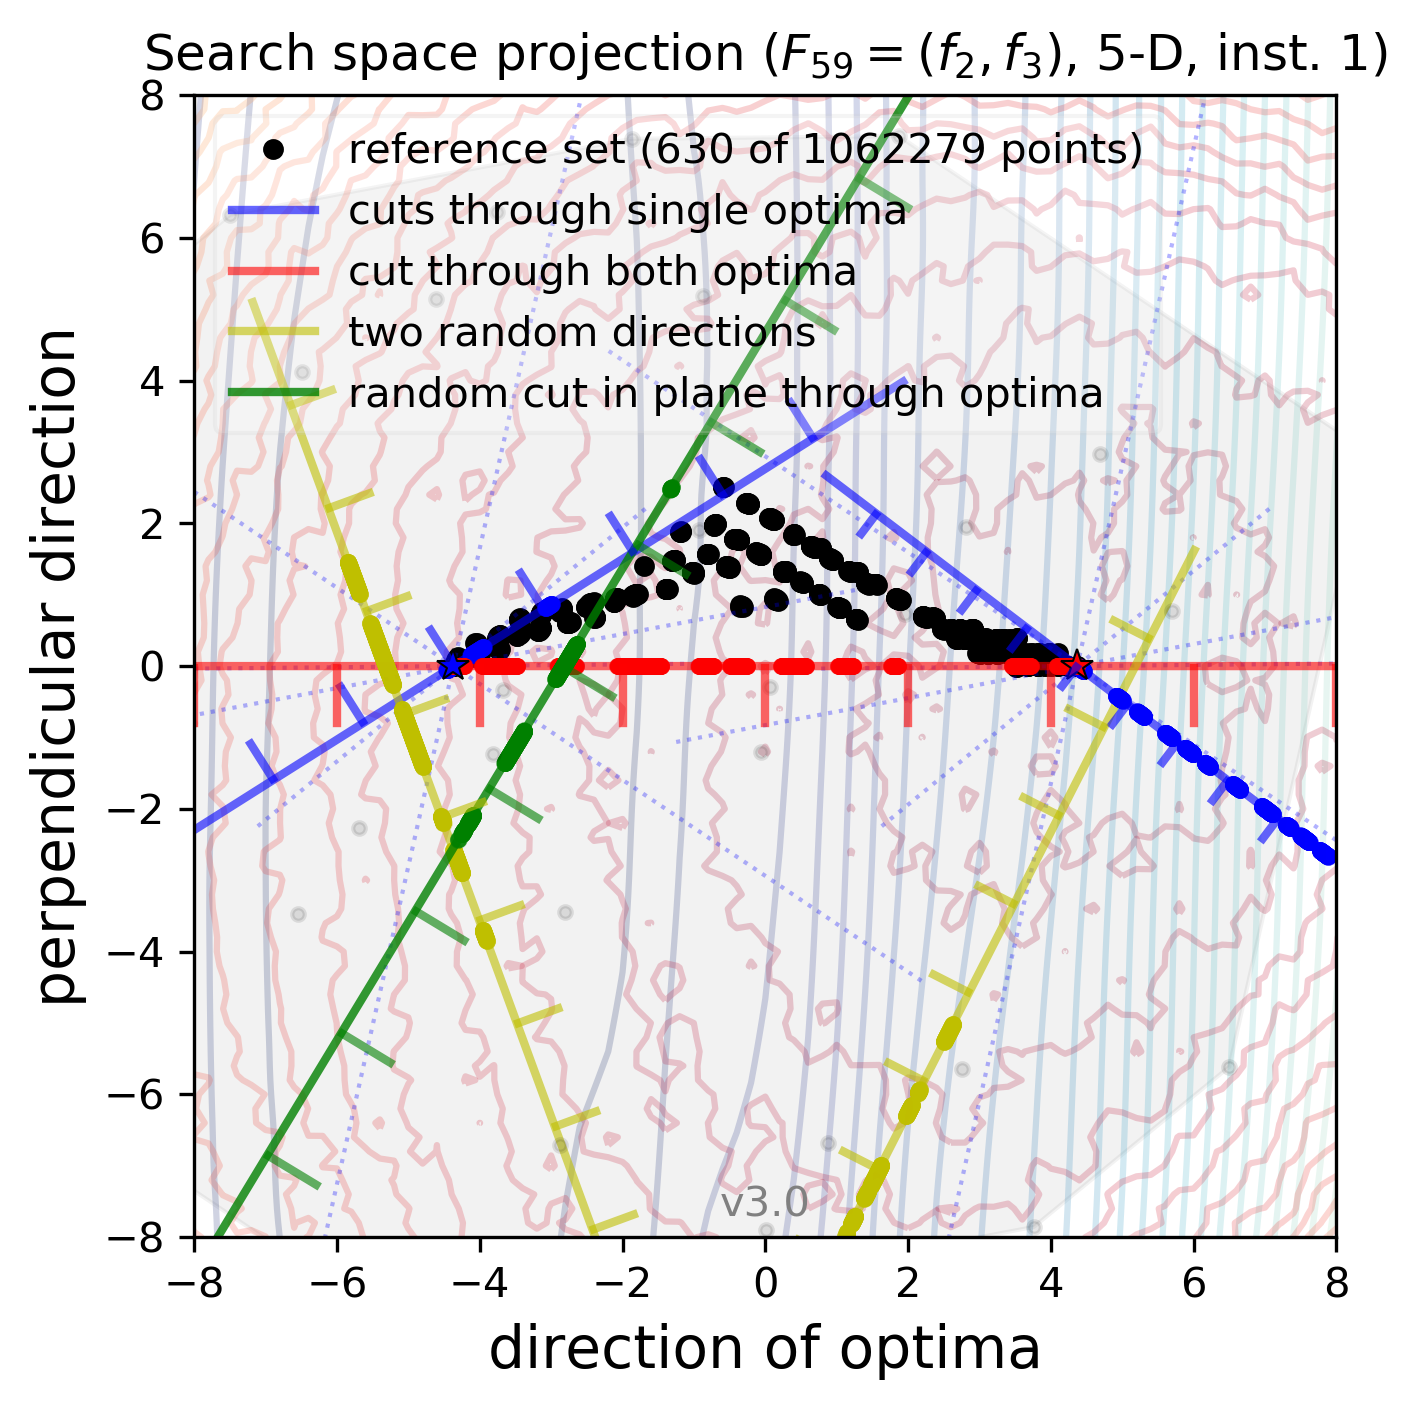 Search space projection (F₅₉ = (f₂, f₃), 5-D, inst. 1)
8
6
4
2
0
−2
−4
−6
−8
perpendicular direction
reference set (630 of 1062279 points)
cuts through single optima
cut through both optima
two random directions
random cut in plane through optima
v3.0
−8 −6 −4 −2 0 2 4 6 8
direction of optima